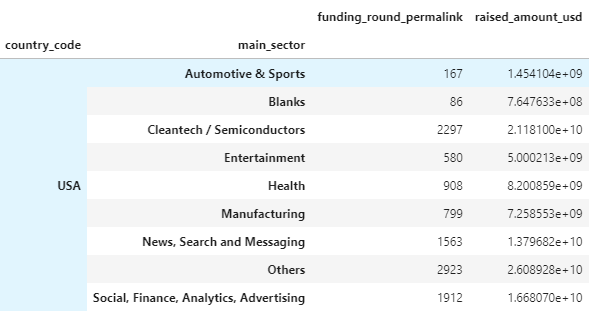 funding_round_permalink raised_amount_usd
country_code main_sector
Automotive & Sports 167 1.454104e+09
Blanks 86 7.647633e+08
Cleantech / Semiconductors 2297 2.118100e+10
Entertainment 580 5.000213e+09
USA Health 908 8.200859e+09
Manufacturing 799 7.258553e+09
News, Search and Messaging 1563 1.379682e+10
Others 2923 2.608928e+10
Social, Finance, Analytics, Advertising 1912 1.668070e+10